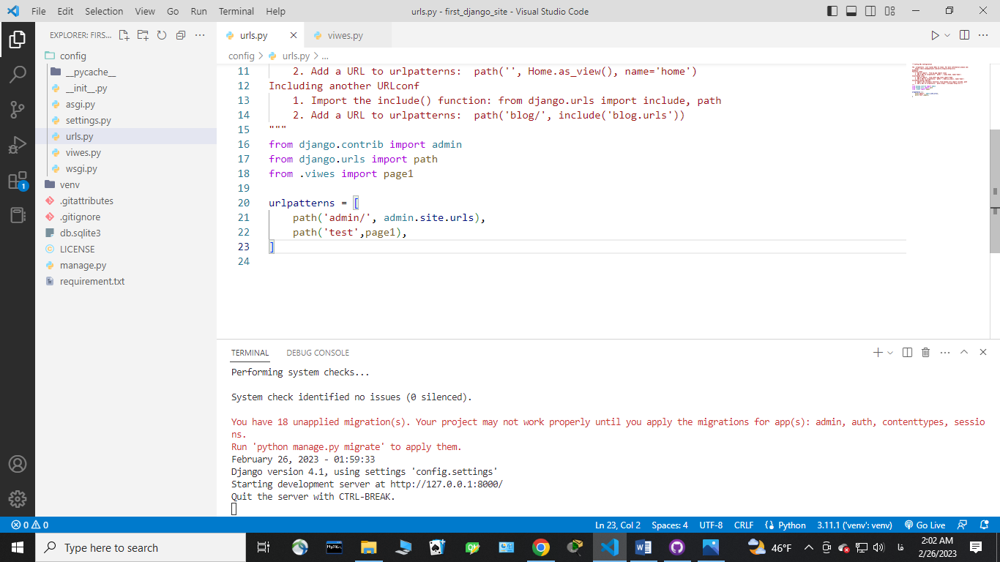 File Edit Selection View Go Run Terminal Help
urls.py - first_django_site - Visual Studio Code
EXPLORER: FIRS...
urls.py
viwes.py
config
config > urls.py > ...
__pycache__
__init__.py
asgi.py
settings.py
urls.py
viwes.py
wsgi.py
venv
.gitattributes
.gitignore
db.sqlite3
LICENSE
manage.py
requirement.txt
1
11 2. Add a URL to urlpatterns:  path('', Home.as_view(), name='home')
12 Including another URLconf
13 1. Import the include() function: from django.urls import include, path
14 2. Add a URL to urlpatterns:  path('blog/', include('blog.urls'))
15 """
16 from django.contrib import admin
17 from django.urls import path
18 from .viwes import page1
19
20 urlpatterns = [
21 path('admin/', admin.site.urls),
22 path('test',page1),
23 ]
24
TERMINAL DEBUG CONSOLE
Performing system checks...
System check identified no issues (0 silenced).
You have 18 unapplied migration(s). Your project may not work properly until you apply the migrations for app(s): admin, auth, contenttypes, sessio
ns.
Run 'python manage.py migrate' to apply them.
February 26, 2023 - 01:59:33
Django version 4.1, using settings 'config.settings'
Starting development server at http://127.0.0.1:8000/
Quit the server with CTRL-BREAK.
0 0
Ln 23, Col 2 Spaces: 4 UTF-8 CRLF Python 3.11.1 ('venv': venv) Go Live
Type here to search
MySQL
46°F
فا
2:02 AM
2/26/2023